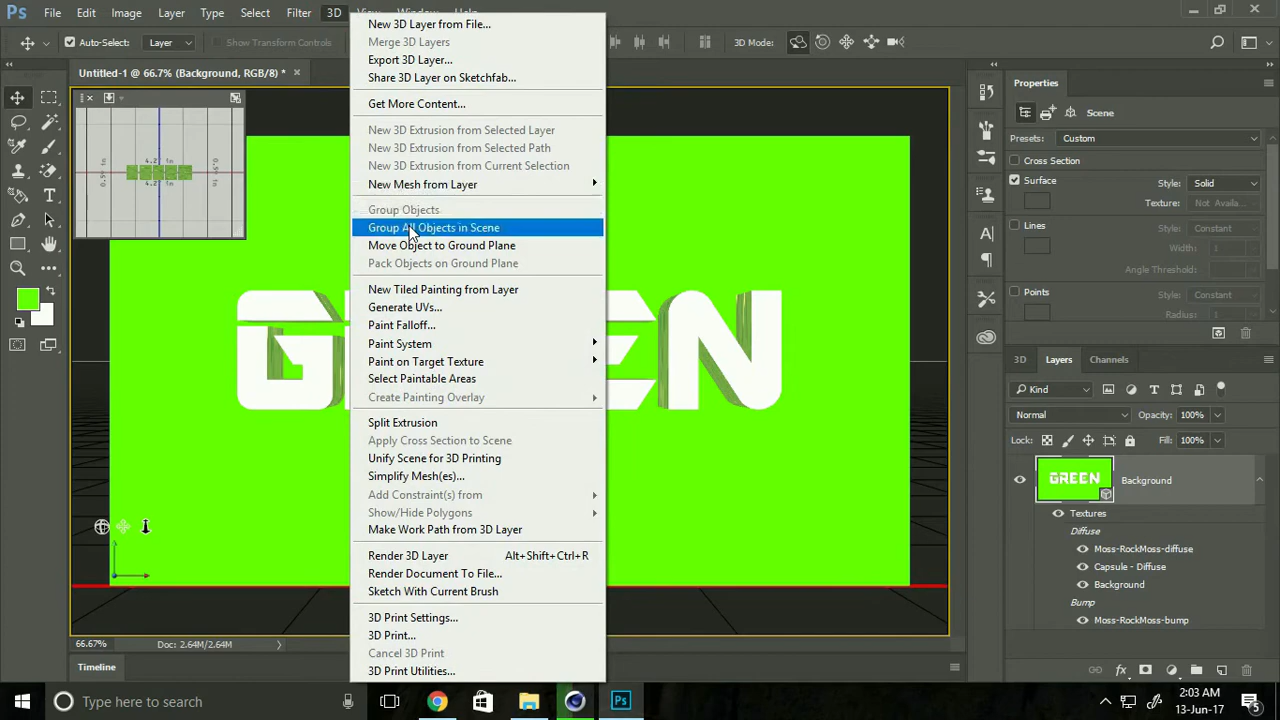 Ps File Edit Image Layer Type Select Filter 3D
Auto-Select: Layer Show Transform Controls 3D Mode:
Untitled-1 @ 66.7% (Background, RGB/8) *
New 3D Layer from File...
Merge 3D Layers
Export 3D Layer...
Share 3D Layer on Sketchfab...
Get More Content...
New 3D Extrusion from Selected Layer
New 3D Extrusion from Selected Path
New 3D Extrusion from Current Selection
New Mesh from Layer
Group Objects
Group All Objects in Scene
Move Object to Ground Plane
Pack Objects on Ground Plane
New Tiled Painting from Layer
Generate UVs...
Paint Falloff...
Paint System
Paint on Target Texture
Select Paintable Areas
Create Painting Overlay
Split Extrusion
Apply Cross Section to Scene
Unify Scene for 3D Printing
Simplify Mesh(es)...
Add Constraint(s) from
Show/Hide Polygons
Make Work Path from 3D Layer
Render 3D Layer Alt+Shift+Ctrl+R
Render Document To File...
Sketch With Current Brush
3D Print Settings...
3D Print...
Cancel 3D Print
3D Print Utilities...
Properties
Scene
Presets: Custom
Cross Section
Surface Style: Solid
Texture: Not Availa...
Lines Style: Constant
Width: 1
Angle Threshold:
Points Style: Constant
Radius: 1
3D Layers Channels
Kind
Normal Opacity: 100%
Lock: Fill: 100%
GREEN
Background
Textures
Diffuse
Moss-RockMoss-diffuse
Capsule - Diffuse
Background
Bump
Moss-RockMoss-bump
66.67% Doc: 2.64M/2.64M
Timeline
Type here to search
Ps
2:03 AM
13-Jun-17
5